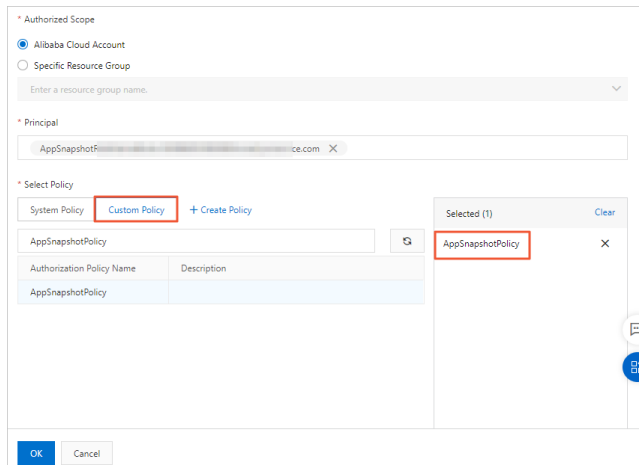 * Authorized Scope
Alibaba Cloud Account
Specific Resource Group
Enter a resource group name.
* Principal
AppSnapshotR ce.com
* Select Policy
System Policy Custom Policy + Create Policy
Selected (1) Clear
AppSnapshotPolicy
AppSnapshotPolicy
Authorization Policy Name Description
AppSnapshotPolicy
OK Cancel